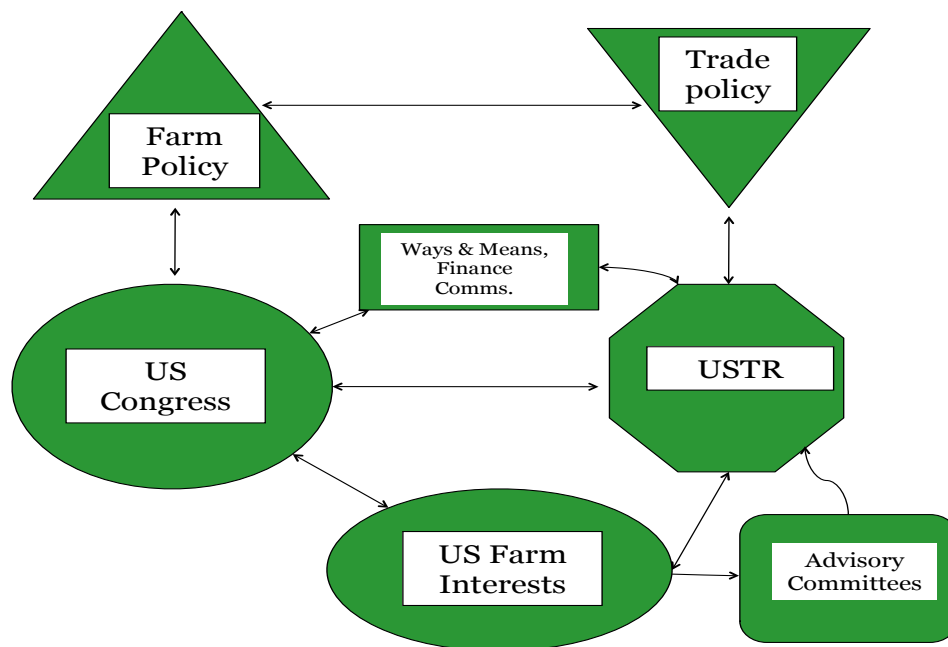 Farm
Policy
Trade
policy
Ways & Means,
Finance
Comms.
US
Congress
USTR
US Farm
Interests
Advisory
Committees